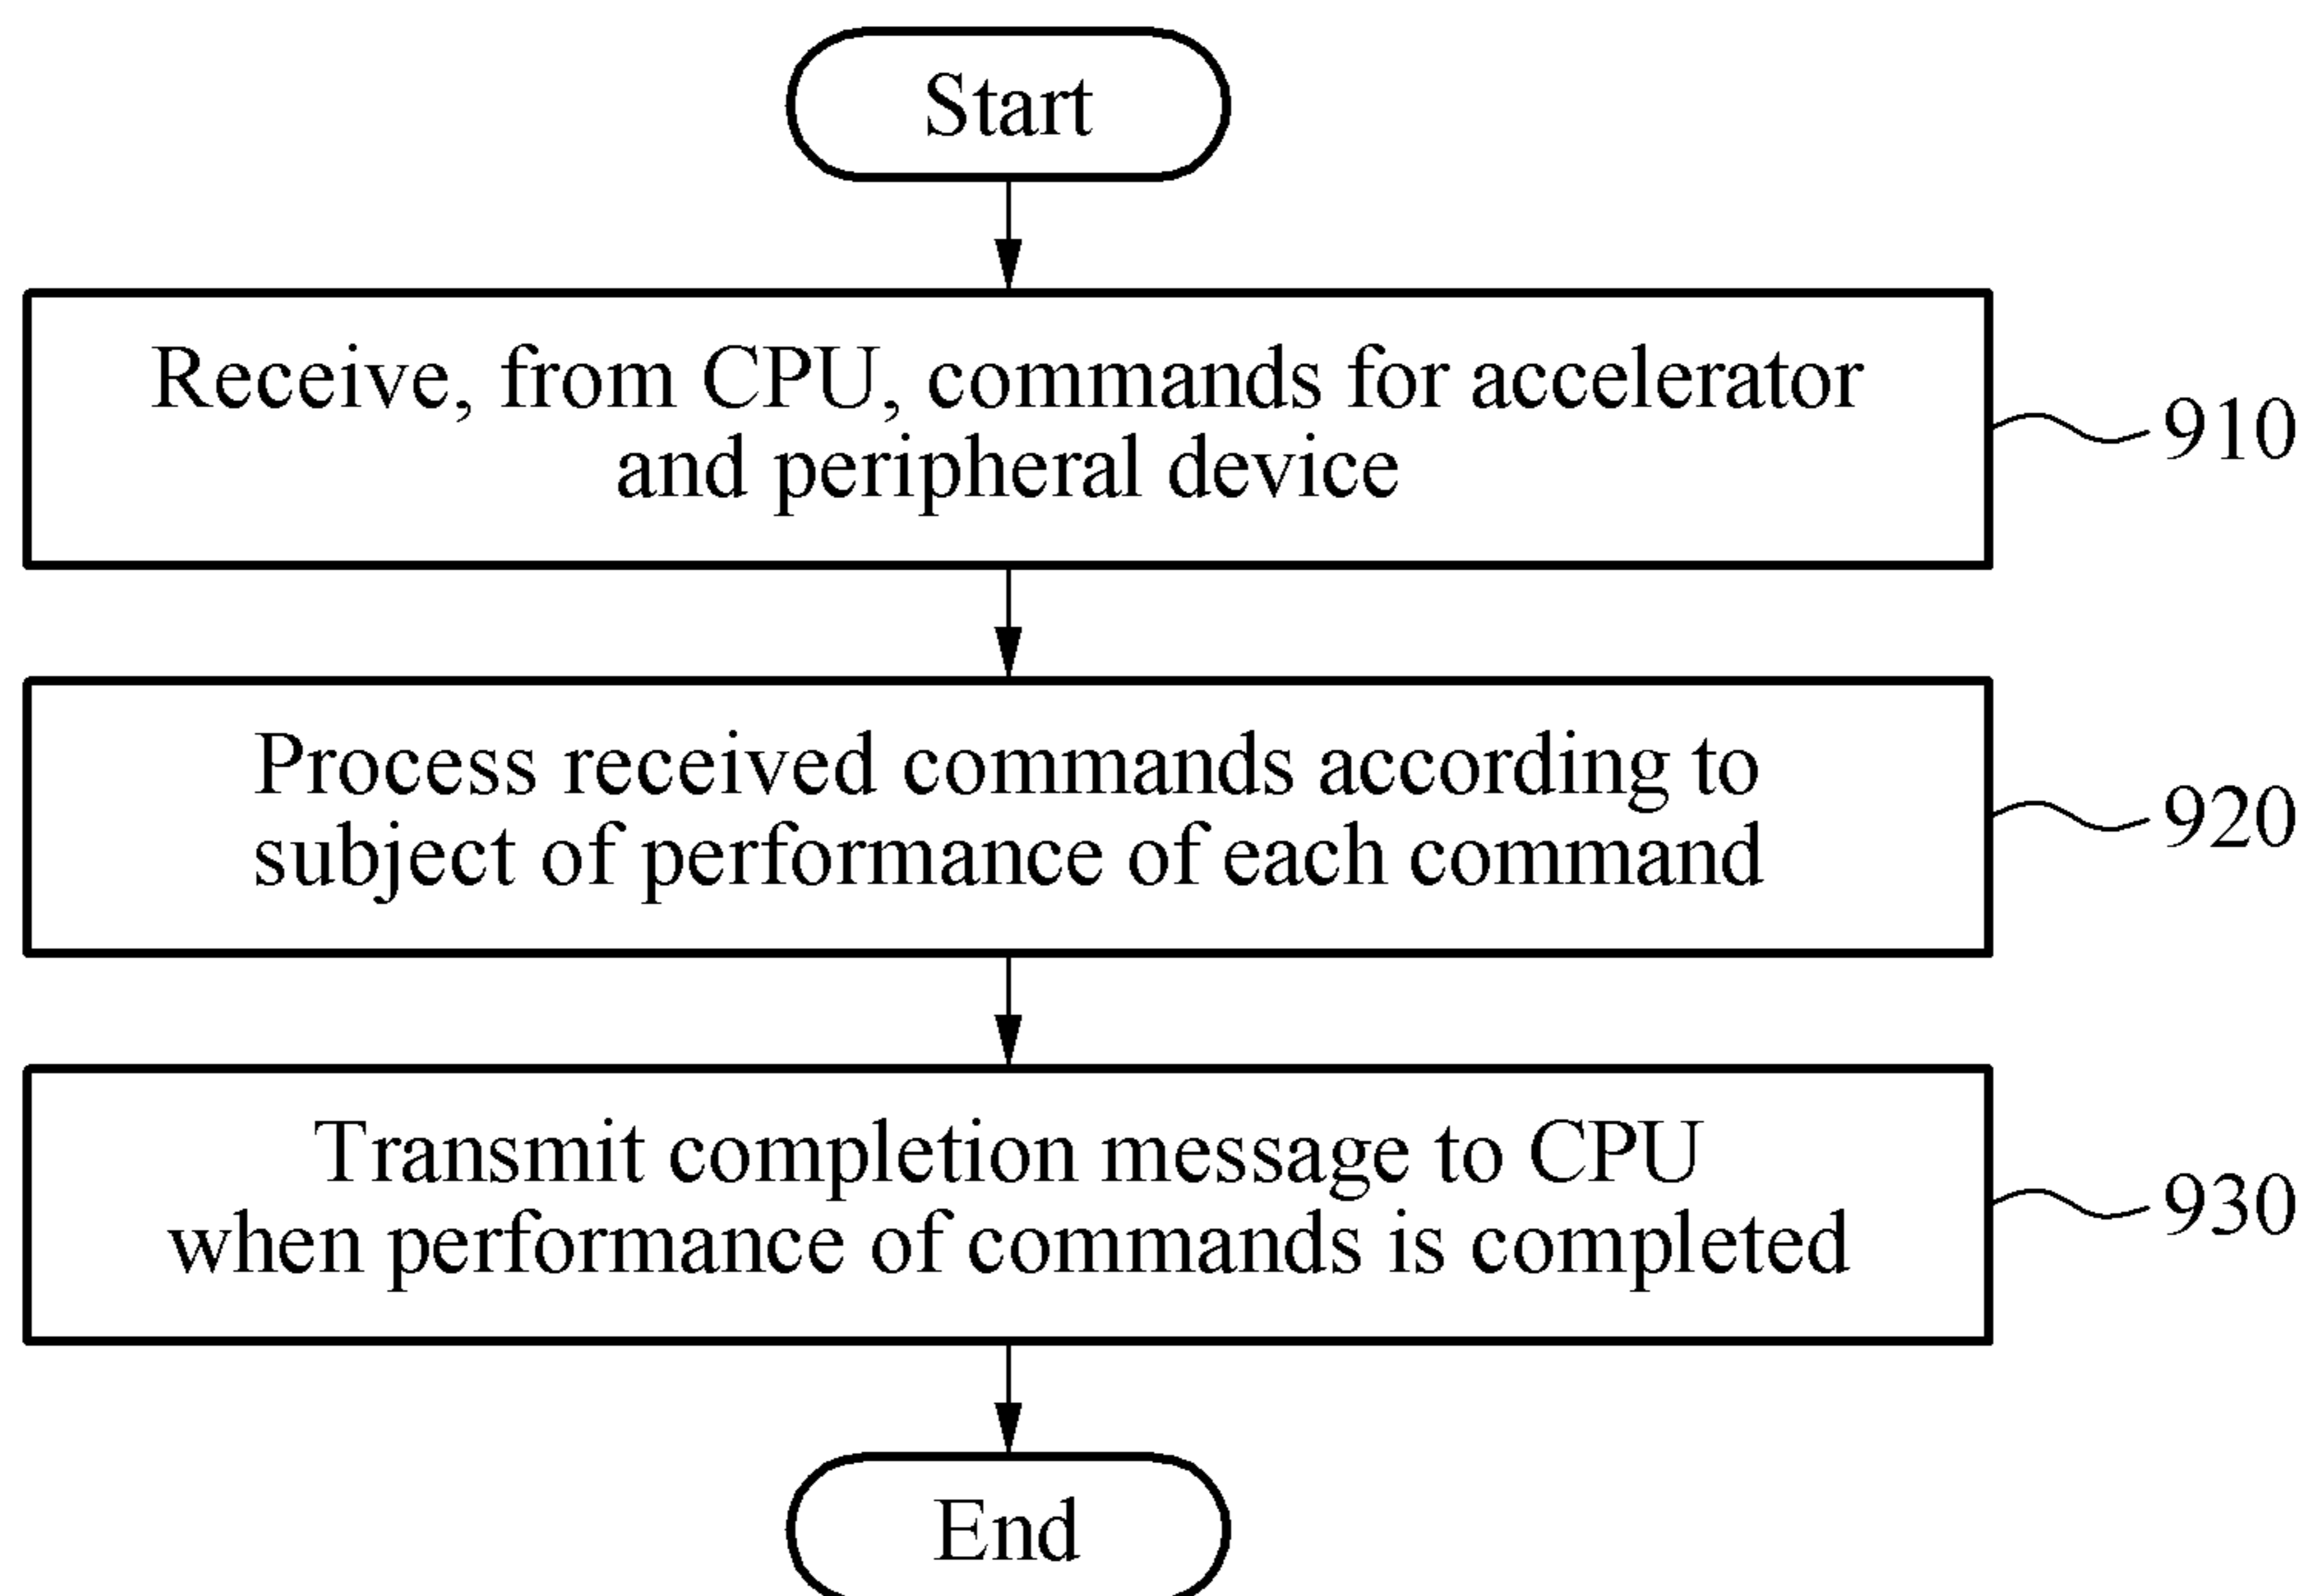 Start
Receive, from CPU, commands for accelerator
and peripheral device
910
Process received commands according to
subject of performance of each command
920
Transmit completion message to CPU
when performance of commands is completed
930
End